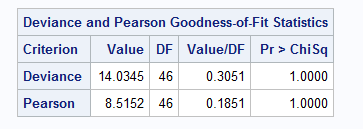 Deviance and Pearson Goodness-of-Fit Statistics
Criterion Value DF Value/DF Pr > ChiSq
Deviance 14.0345 46 0.3051 1.0000
Pearson 8.5152 46 0.1851 1.0000